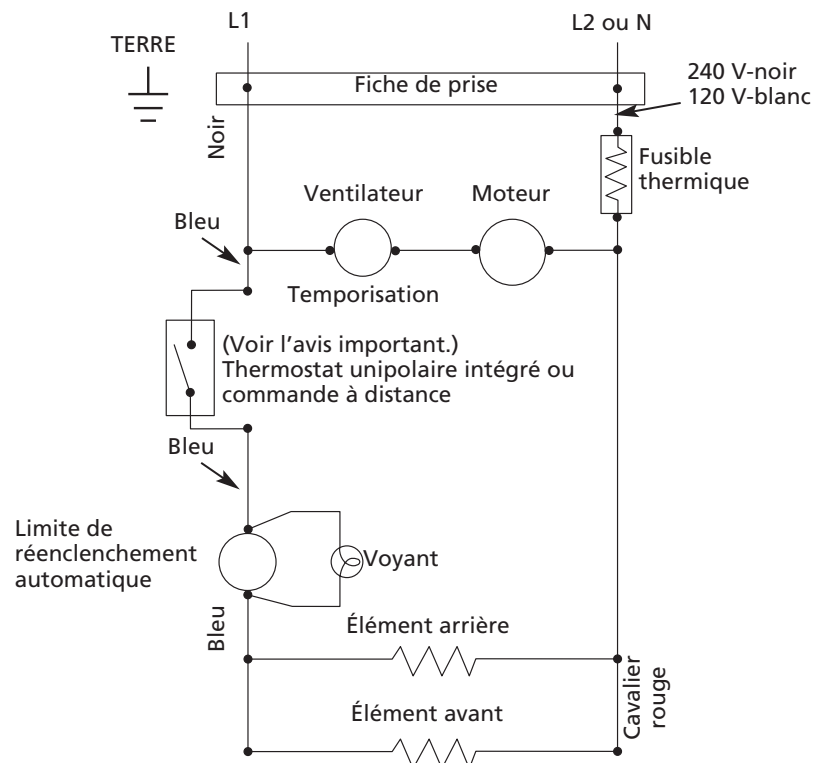 L1
L2 ou N
TERRE
Fiche de prise
240 V-noir
120 V-blanc
Noir
Fusible
thermique
Ventilateur
Moteur
Bleu
Temporisation
(Voir l'avis important.)
Thermostat unipolaire intégré ou
commande à distance
Bleu
Limite de
réenclenchement
automatique
Voyant
Bleu
Élément arrière
Cavalier
rouge
Élément avant